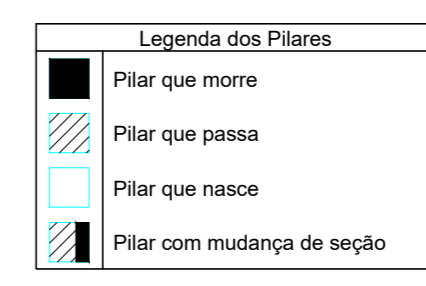 Legenda dos Pilares
Pilar que morre
Pilar que passa
Pilar que nasce
Pilar com mudança de seção